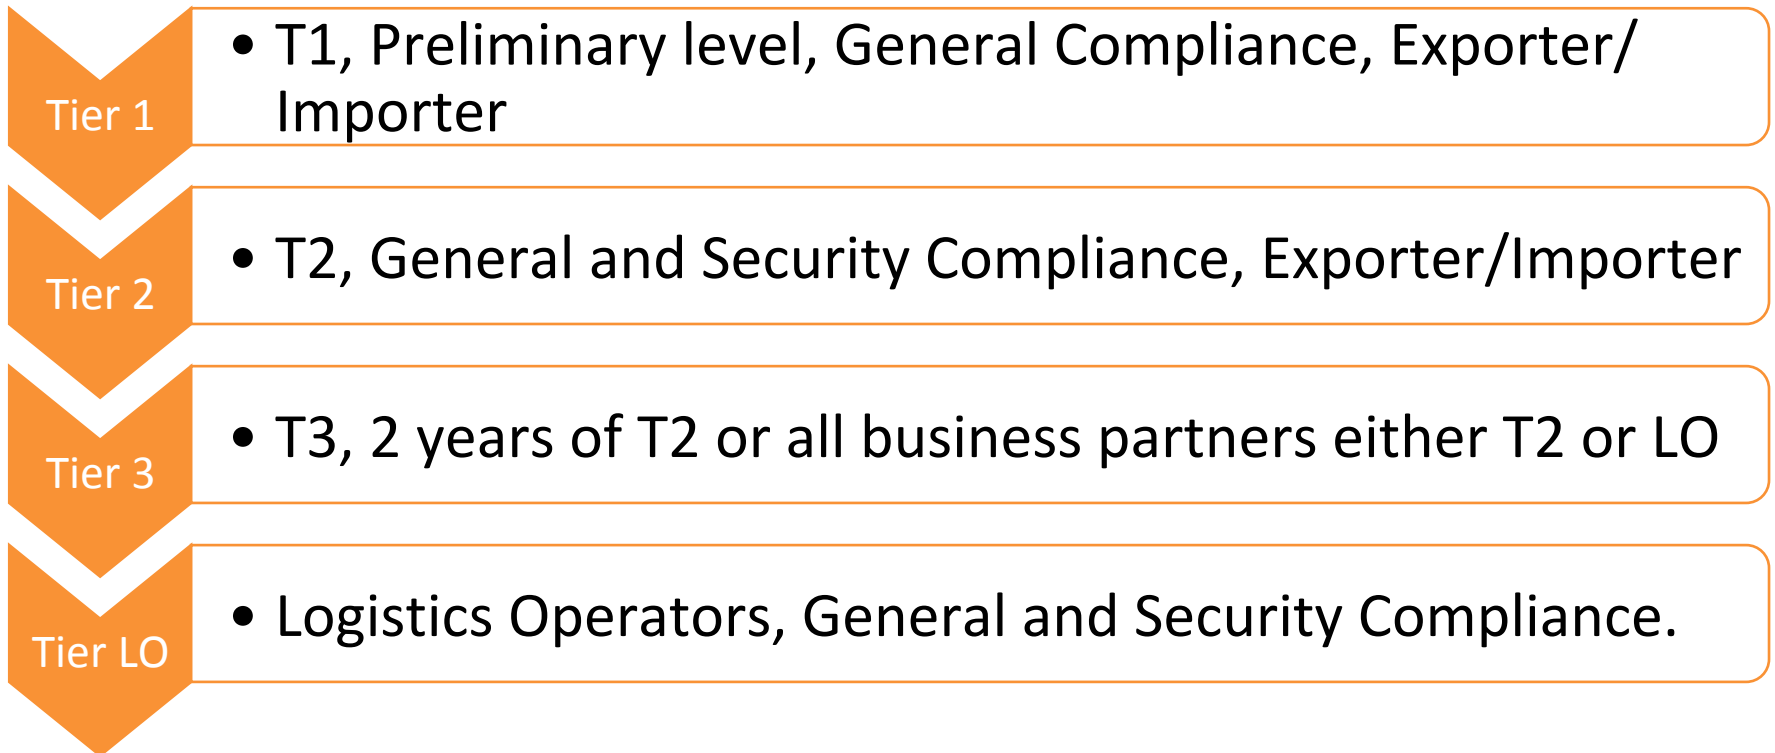 Tier 1
• T1, Preliminary level, General Compliance, Exporter/
Importer
Tier 2
• T2, General and Security Compliance, Exporter/Importer
Tier 3
• T3, 2 years of T2 or all business partners either T2 or LO
Tier LO
• Logistics Operators, General and Security Compliance.